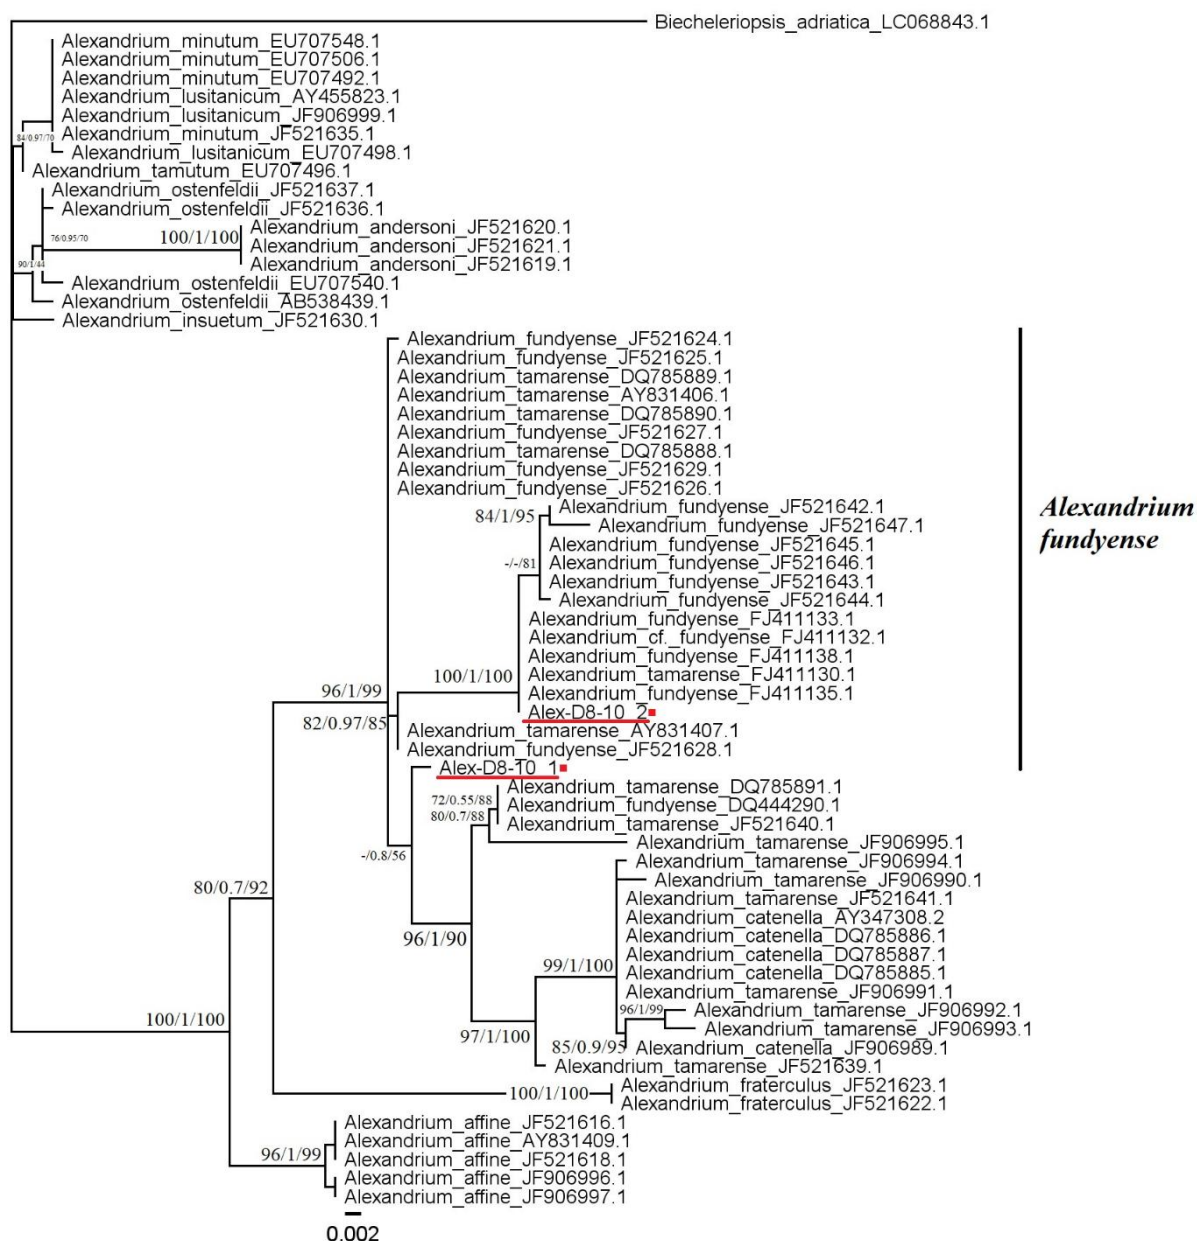 Biecheleriopsis_adriatica_LC068843.1
Alexandrium_minutum_EU707548.1
Alexandrium_minutum_EU707506.1
Alexandrium_minutum_EU707492.1
Alexandrium_lusitanicum_AY455823.1
Alexandrium_lusitanicum_JF906999.1
Alexandrium_minutum_JF521635.1
84/0.97/70
Alexandrium_lusitanicum_EU707498.1
Alexandrium_tamutum_EU707496.1
Alexandrium_ostenfeldii_JF521637.1
Alexandrium_ostenfeldii_JF521636.1
Alexandrium_andersoni_JF521620.1
76/0.95/70
100/1/100
Alexandrium_andersoni_JF521621.1
Alexandrium_andersoni_JF521619.1
90/1/44
Alexandrium_ostenfeldii_EU707540.1
Alexandrium_ostenfeldii_AB538439.1
Alexandrium_insuetum_JF521630.1
Alexandrium_fundyense_JF521624.1
Alexandrium_fundyense_JF521625.1
Alexandrium_tamarense_DQ785889.1
Alexandrium_tamarense_AY831406.1
Alexandrium_tamarense_DQ785890.1
Alexandrium_fundyense_JF521627.1
Alexandrium_tamarense_DQ785888.1
Alexandrium_fundyense_JF521629.1
Alexandrium_fundyense_JF521626.1
Alexandrium_fundyense_JF521642.1
84/1/95
Alexandrium_fundyense_JF521647.1
Alexandrium_fundyense_JF521645.1
-/-/81
Alexandrium_fundyense_JF521646.1
Alexandrium_fundyense_JF521643.1
Alexandrium_fundyense_JF521644.1
Alexandrium_fundyense_FJ411133.1
Alexandrium_cf._fundyense_FJ411132.1
Alexandrium_fundyense_FJ411138.1
100/1/100
Alexandrium_tamarense_FJ411130.1
Alexandrium_fundyense_FJ411135.1
96/1/99
Alex-D8-10_2
82/0.97/85
Alexandrium_tamarense_AY831407.1
Alexandrium_fundyense_JF521628.1
Alex-D8-10_1
Alexandrium
fundyense
Alexandrium_tamarense_DQ785891.1
72/0.55/88
Alexandrium_fundyense_DQ444290.1
80/0.7/88
Alexandrium_tamarense_JF521640.1
Alexandrium_tamarense_JF906995.1
-/0.8/56
Alexandrium_tamarense_JF906994.1
Alexandrium_tamarense_JF906990.1
80/0.7/92
Alexandrium_tamarense_JF521641.1
Alexandrium_catenella_AY347308.2
96/1/90
Alexandrium_catenella_DQ785886.1
Alexandrium_catenella_DQ785887.1
99/1/100
Alexandrium_catenella_DQ785885.1
Alexandrium_tamarense_JF906991.1
96/1/99
Alexandrium_tamarense_JF906992.1
100/1/100
Alexandrium_tamarense_JF906993.1
97/1/100
85/0.9/95
Alexandrium_catenella_JF906989.1
Alexandrium_tamarense_JF521639.1
100/1/100
Alexandrium_fraterculus_JF521623.1
Alexandrium_fraterculus_JF521622.1
Alexandrium_affine_JF521616.1
Alexandrium_affine_AY831409.1
96/1/99
Alexandrium_affine_JF521618.1
Alexandrium_affine_JF906996.1
Alexandrium_affine_JF906997.1
0.002